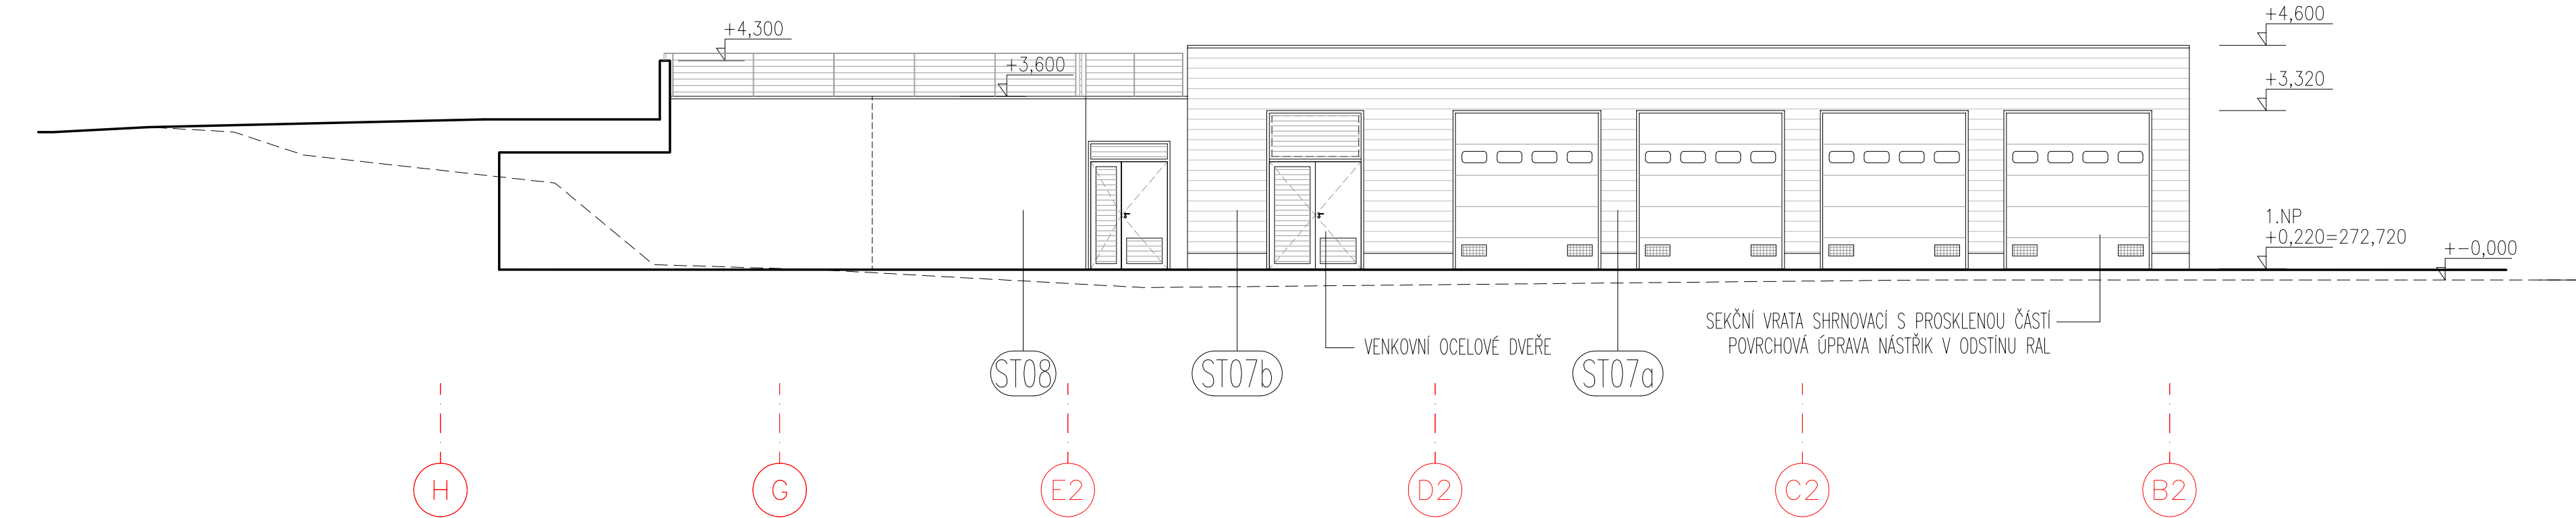 +4,300
+3,600
+4,600
+3,320
1.NP
+0,220=272,720
+-0,000
SEKČNÍ VRATA SHRNOVACÍ S PROSKLENOU ČÁSTÍ
POVRCHOVÁ ÚPRAVA NÁSTŘIK V ODSTÍNU RAL
VENKOVNÍ OCELOVÉ DVEŘE
ST08
ST07b
ST07a
H
G
E2
D2
C2
B2